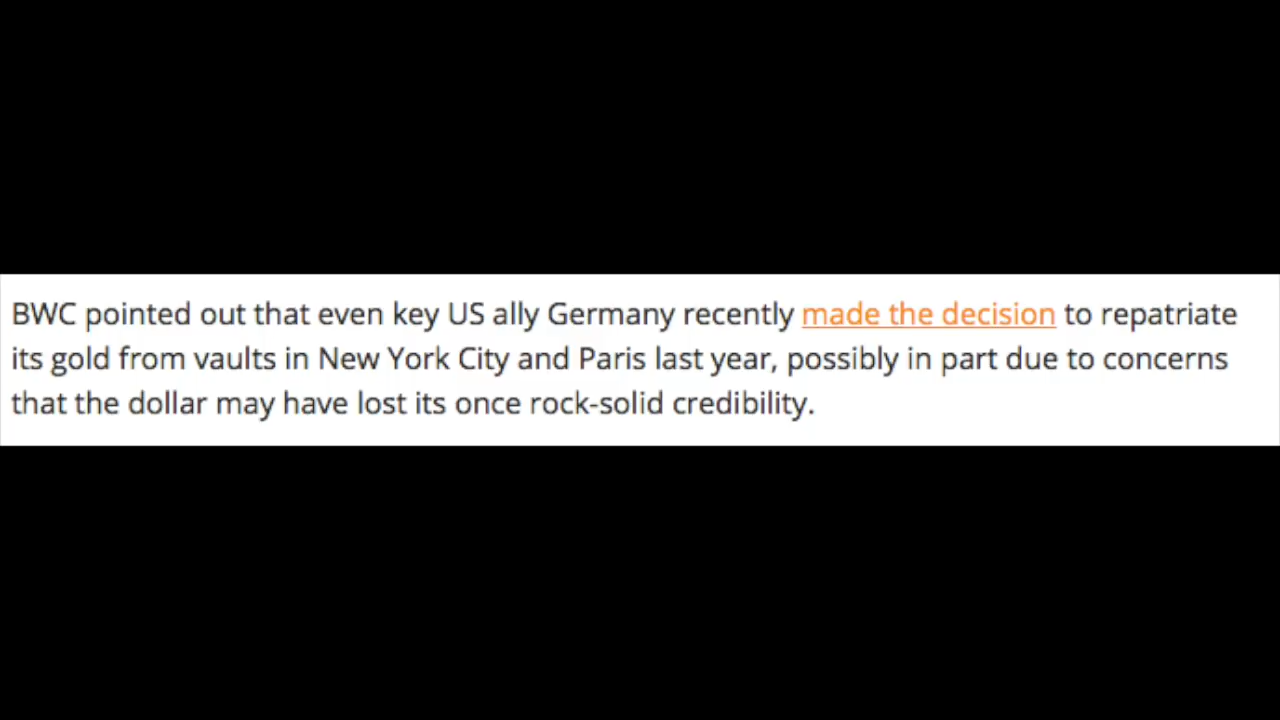 BWC pointed out that even key US ally Germany recently made the decision to repatriate
its gold from vaults in New York City and Paris last year, possibly in part due to concerns
that the dollar may have lost its once rock-solid credibility.